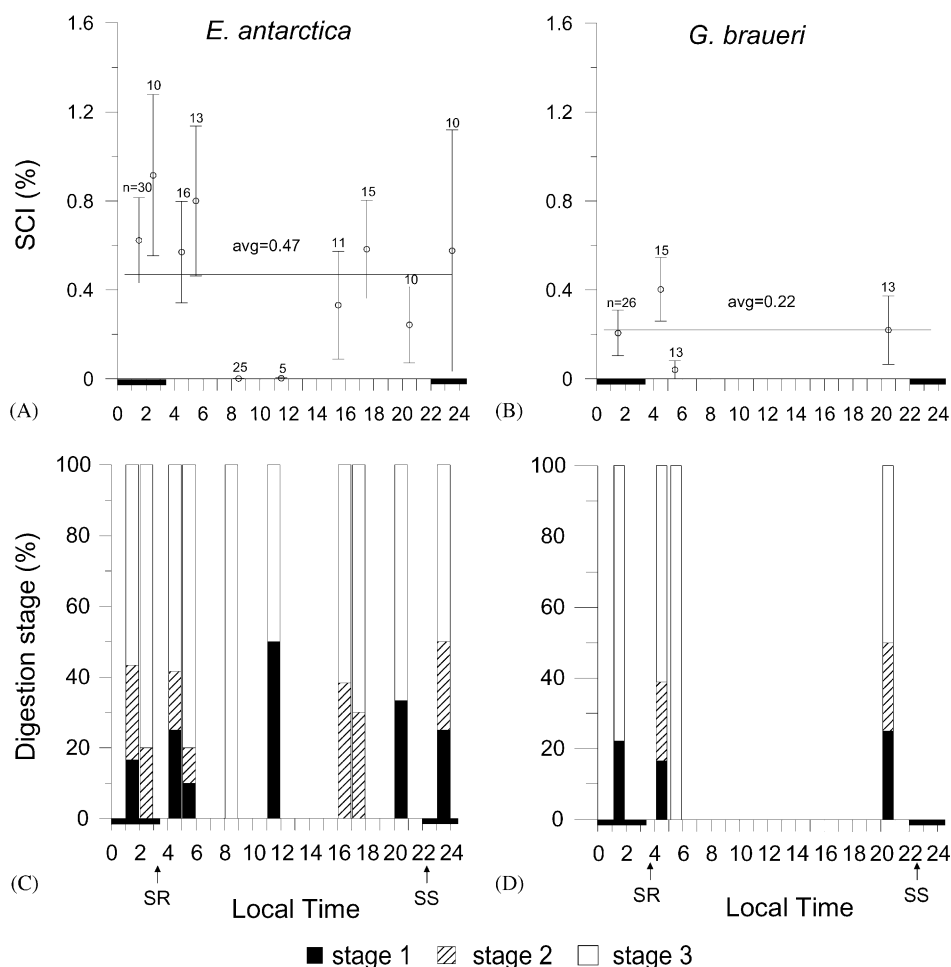 E. antarctica
G. braueri
1.6 1.2 0.8 0.4 0
SCI (%)
n=30 10 16 13 25 5 11 15 10 10
avg=0.47
0 2 4 6 8 10 12 14 16 18 20 22 24
(A)
1.6 1.2 0.8 0.4 0
n=26 15 13 13
avg=0.22
0 2 4 6 8 10 12 14 16 18 20 22 24
(B)
100 80 60 40 20 0
Digestion stage (%)
0 2 4 6 8 10 12 14 16 18 20 22 24
(C)
SR
SS
Local Time
100 80 60 40 20 0
0 2 4 6 8 10 12 14 16 18 20 22 24
(D)
SR
SS
Local Time
stage 1 stage 2 stage 3